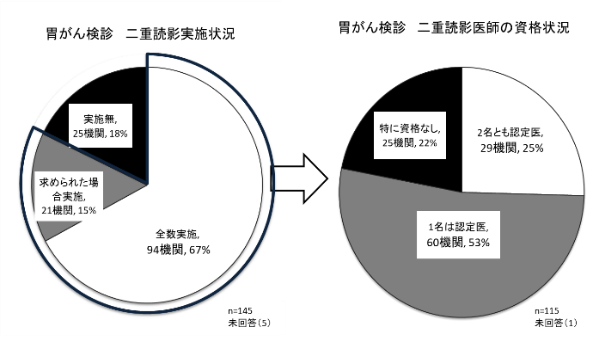 胃がん検診　二重読影実施状況
実施無,
25機関, 18%
求められた場
合実施,
21機関, 15%
全数実施,
94機関, 67%
n=145
未回答（5）
胃がん検診　二重読影医師の資格状況
特に資格なし,
25機関, 22%
2名とも認定医,
29機関, 25%
1名は認定医,
60機関, 53%
n=115
未回答（1）